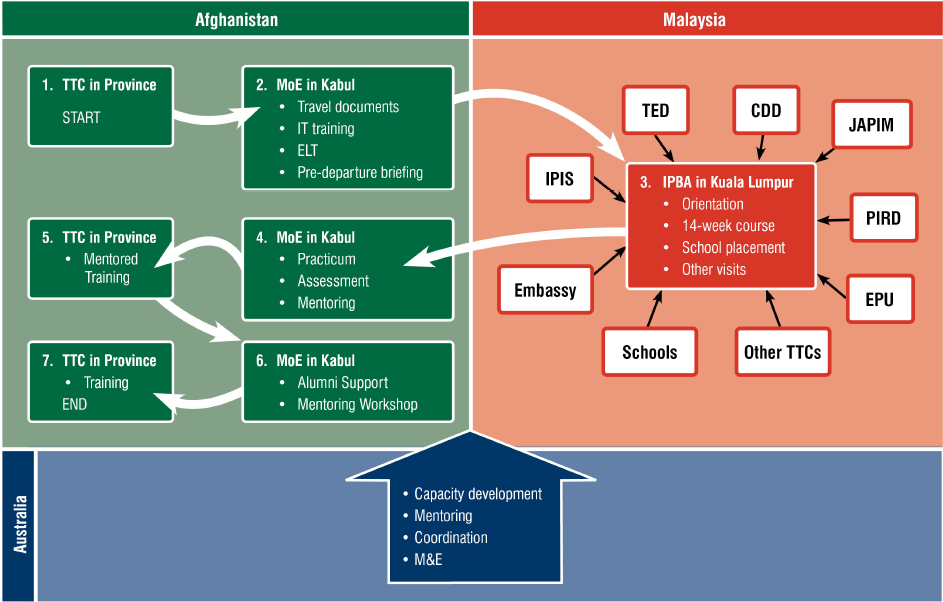 Afghanistan
Malaysia
1. TTC in Province
START
2. MoE in Kabul
• Travel documents
• IT training
• ELT
• Pre-departure briefing
TED
CDD
JAPIM
IPIS
PIRD
Embassy
EPU
Schools
Other TTCs
3. IPBA in Kuala Lumpur
• Orientation
• 14-week course
• School placement
• Other visits
4. MoE in Kabul
• Practicum
• Assessment
• Mentoring
5. TTC in Province
• Mentored
Training
6. MoE in Kabul
• Alumni Support
• Mentoring Workshop
7. TTC in Province
• Training
END
Australia
• Capacity development
• Mentoring
• Coordination
• M&E